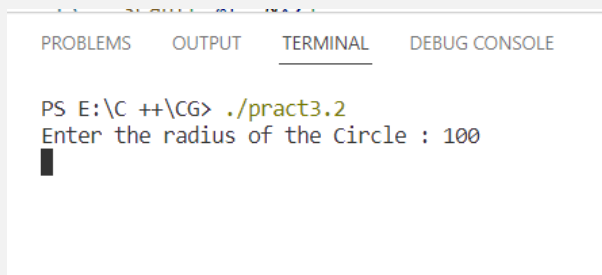 PROBLEMS OUTPUT TERMINAL DEBUG CONSOLE
PS E:\C ++\CG> ./pract3.2
Enter the radius of the Circle : 100